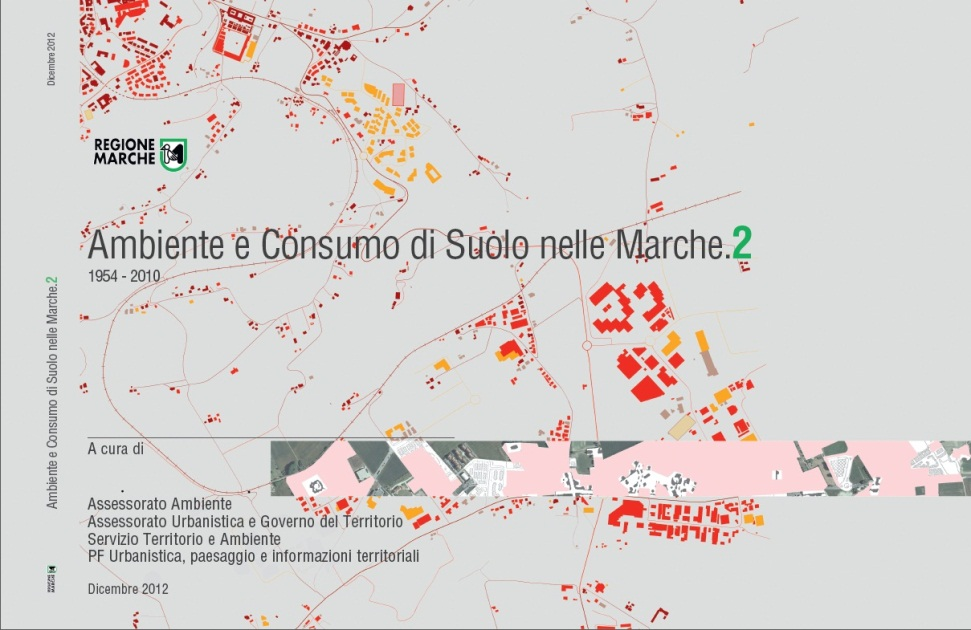 Dicembre 2012
Ambiente e Consumo di Suolo nelle Marche.2
REGIONE
MARCHE
REGIONE
MARCHE
Ambiente e Consumo di Suolo nelle Marche.2
1954 - 2010
A cura di
Assessorato Ambiente
Assessorato Urbanistica e Governo del Territorio
Servizio Territorio e Ambiente
PF Urbanistica, paesaggio e informazioni territoriali
Dicembre 2012